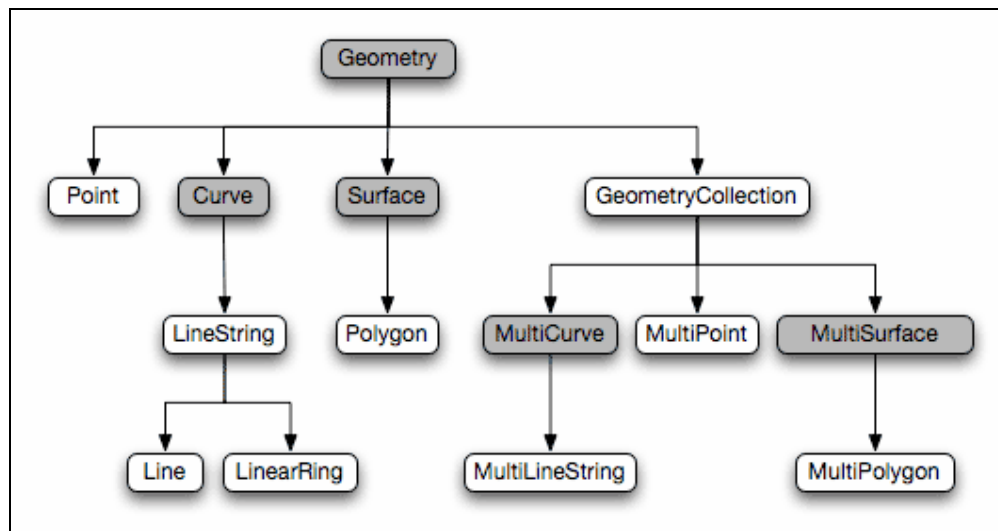 Geometry
Point
Curve
Surface
GeometryCollection
LineString
Polygon
MultiCurve
MultiPoint
MultiSurface
Line
LinearRing
MultiLineString
MultiPolygon